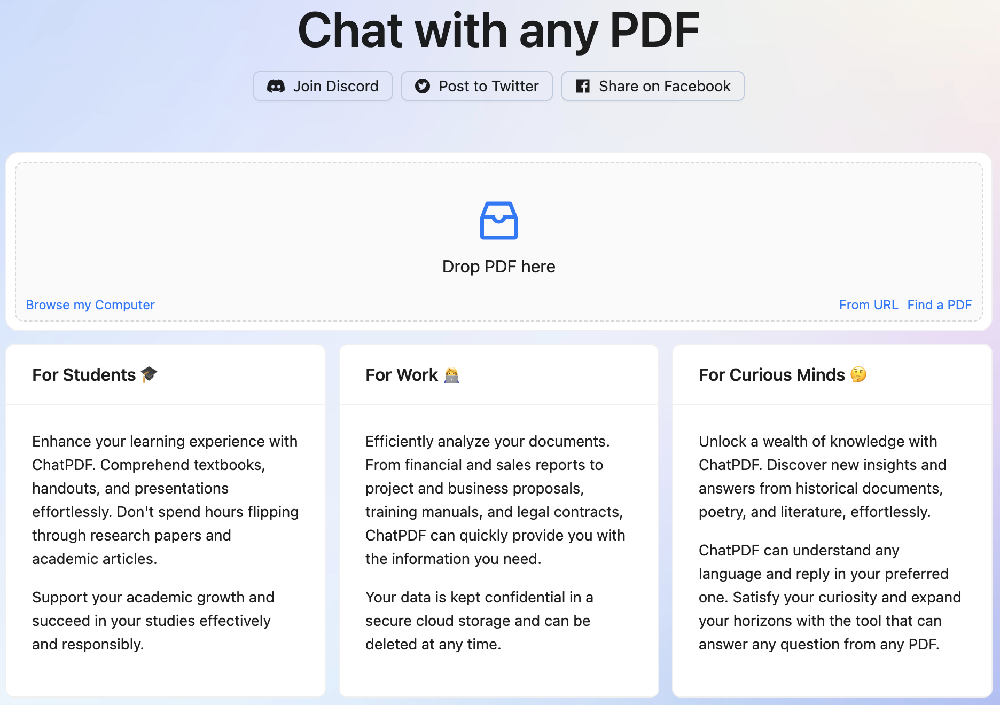 Chat with any PDF
Join Discord
Post to Twitter
Share on Facebook
Drop PDF here
Browse my Computer
From URL
Find a PDF
For Students 🎓
Enhance your learning experience with
ChatPDF. Comprehend textbooks,
handouts, and presentations
effortlessly. Don't spend hours flipping
through research papers and
academic articles.
Support your academic growth and
succeed in your studies effectively
and responsibly.
For Work 👩‍💻
Efficiently analyze your documents.
From financial and sales reports to
project and business proposals,
training manuals, and legal contracts,
ChatPDF can quickly provide you with
the information you need.
Your data is kept confidential in a
secure cloud storage and can be
deleted at any time.
For Curious Minds 🤔
Unlock a wealth of knowledge with
ChatPDF. Discover new insights and
answers from historical documents,
poetry, and literature, effortlessly.
ChatPDF can understand any
language and reply in your preferred
one. Satisfy your curiosity and expand
your horizons with the tool that can
answer any question from any PDF.